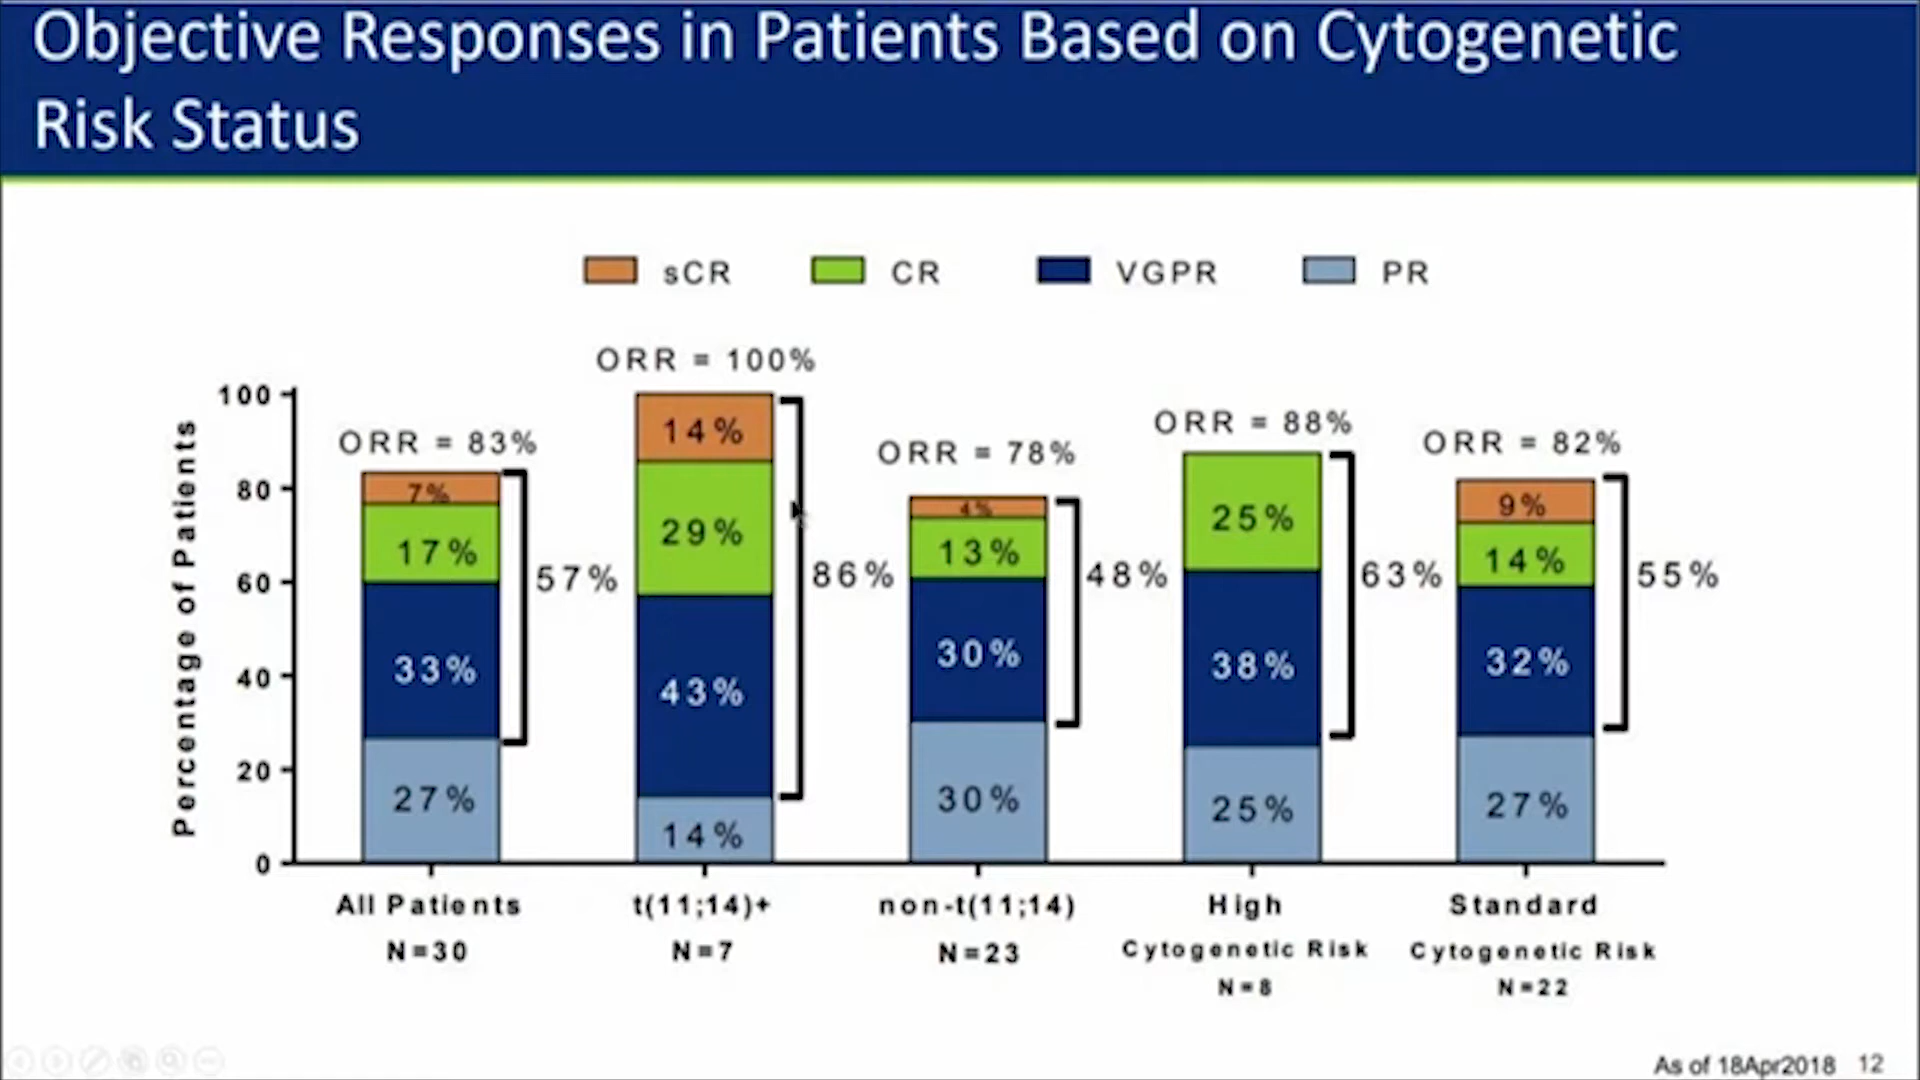 Objective Responses in Patients Based on Cytogenetic
Risk Status
sCR CR VGPR PR
Percentage of Patients
100
80
60
40
20
0
ORR = 83%
7%
17%
33%
27%
57%
ORR = 100%
14%
29%
43%
14%
86%
ORR = 78%
4%
13%
30%
30%
48%
ORR = 88%
25%
38%
25%
63%
ORR = 82%
9%
14%
32%
27%
55%
All Patients
N=30
t(11;14)+
N=7
non-t(11;14)
N=23
High
Cytogenetic Risk
N=8
Standard
Cytogenetic Risk
N=22
As of 18Apr2018 12